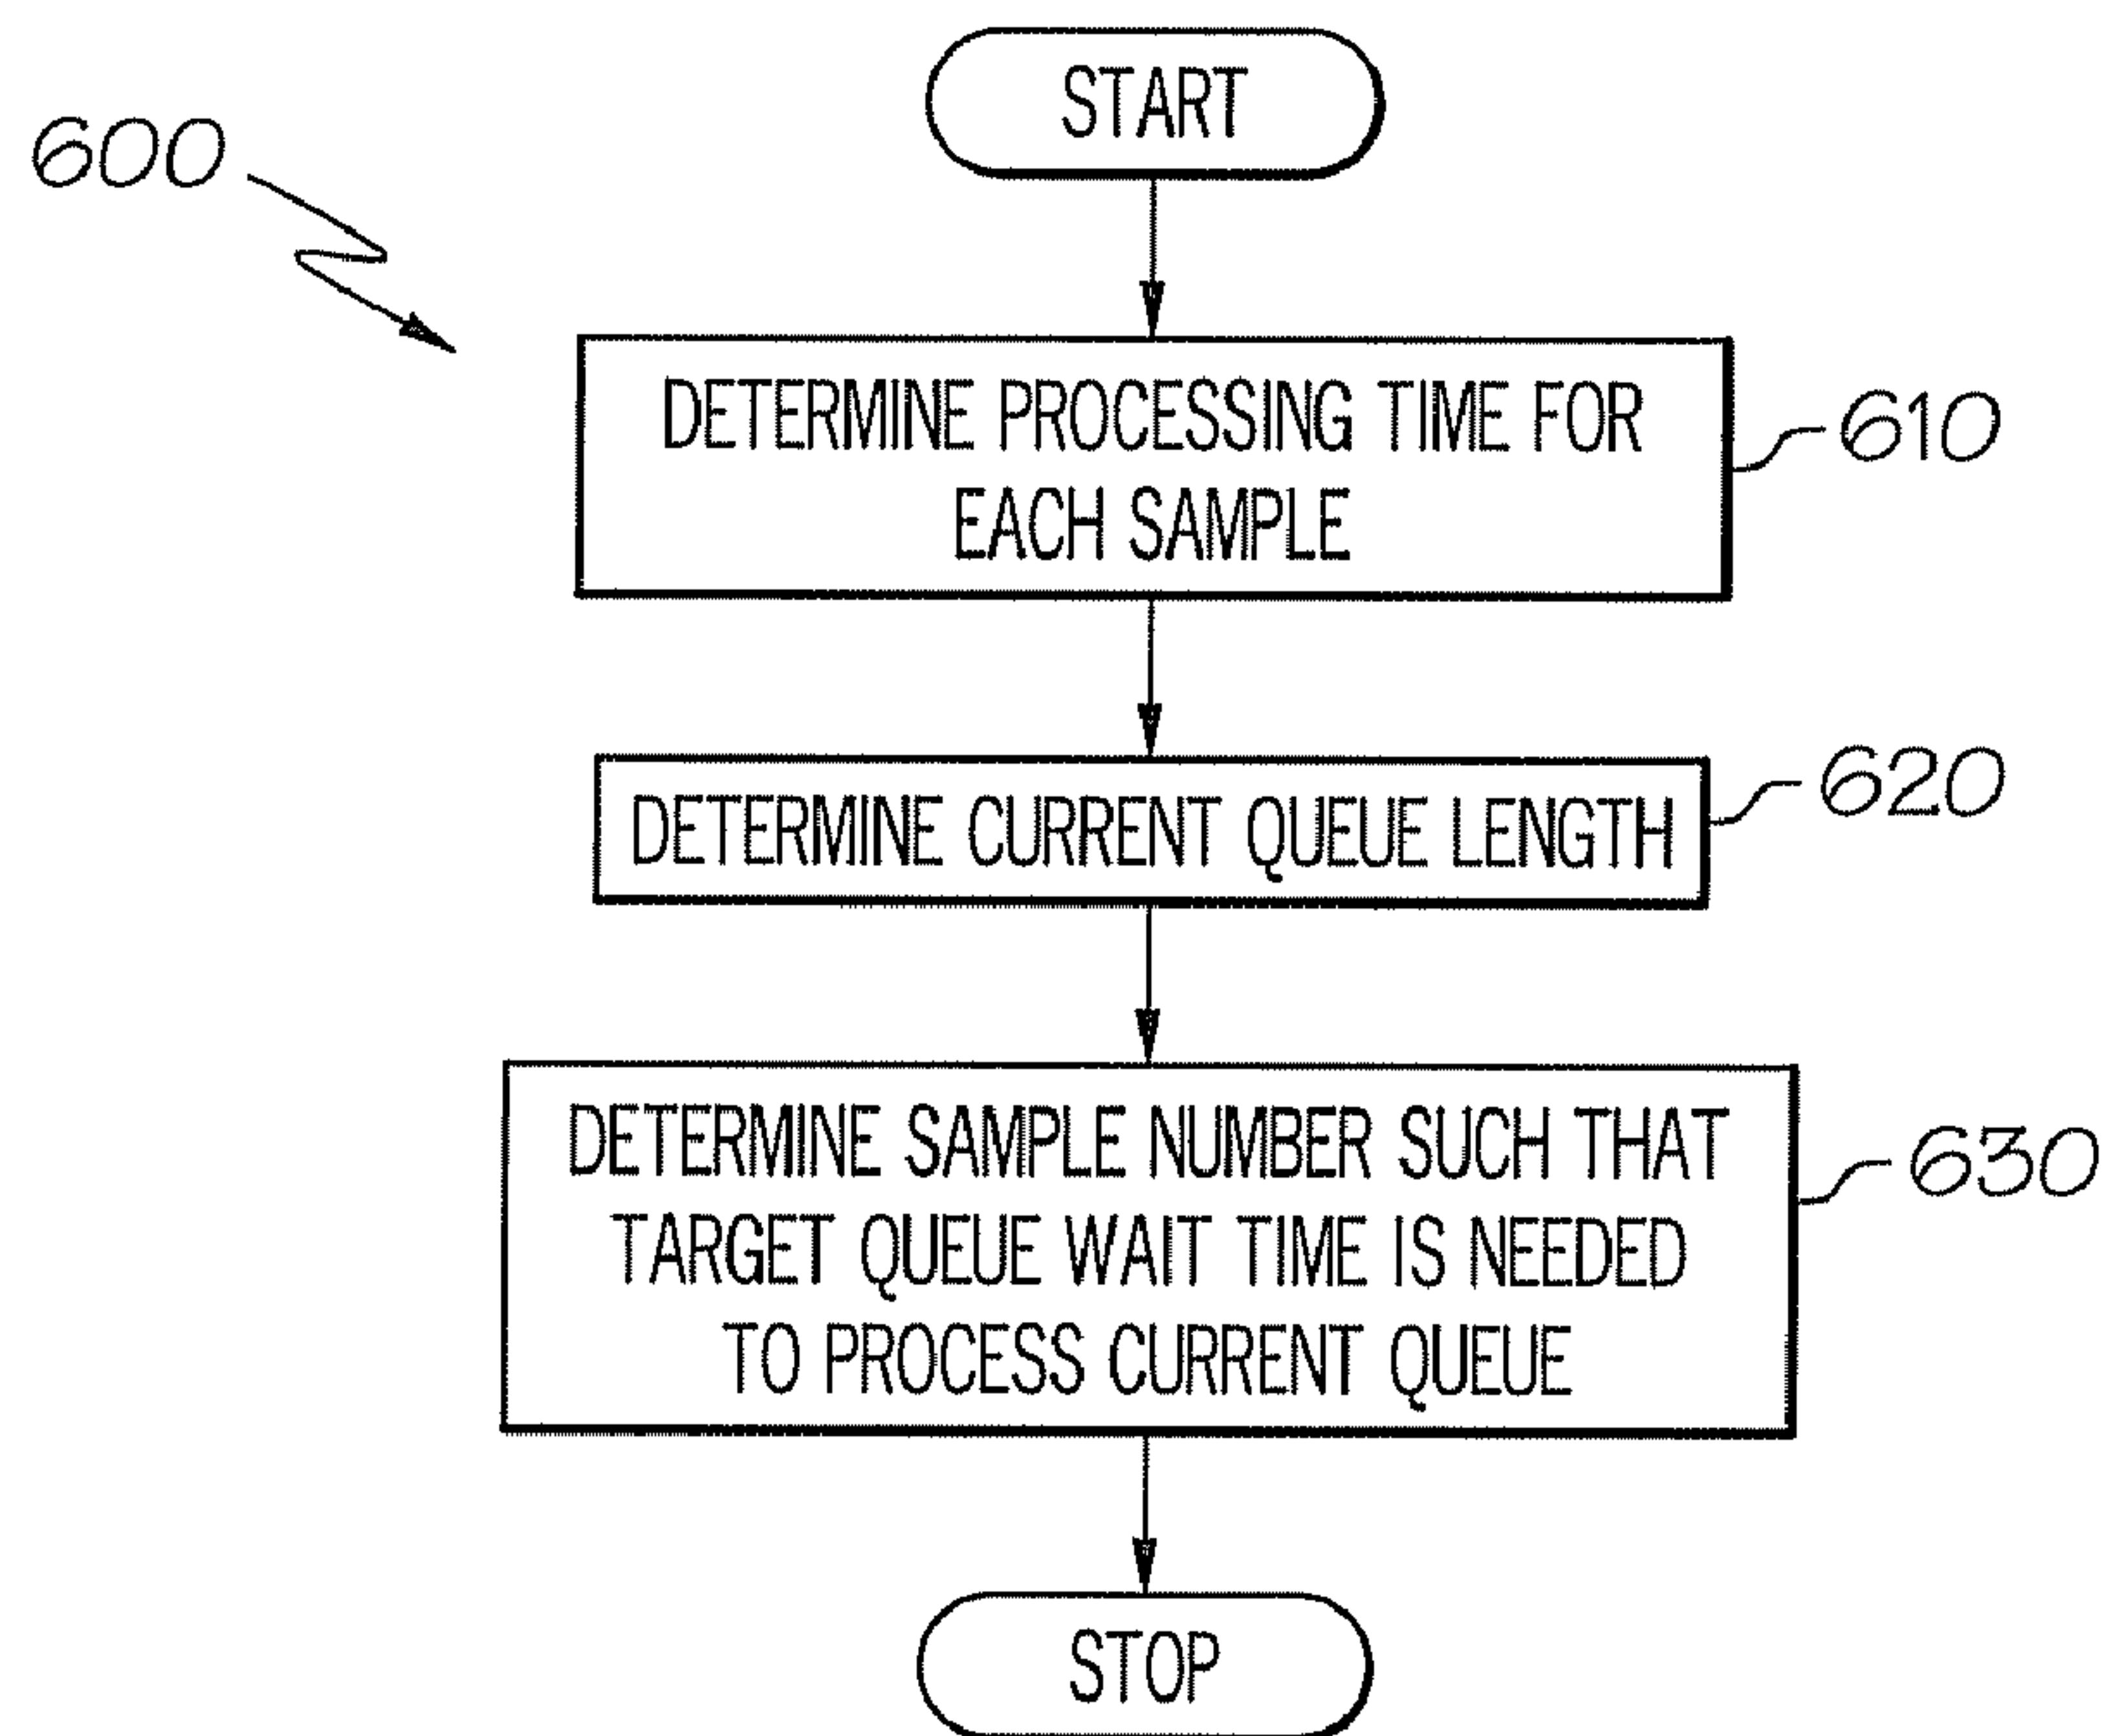 START
600
DETERMINE PROCESSING TIME FOR
EACH SAMPLE
610
DETERMINE CURRENT QUEUE LENGTH
620
DETERMINE SAMPLE NUMBER SUCH THAT
TARGET QUEUE WAIT TIME IS NEEDED
TO PROCESS CURRENT QUEUE
630
STOP